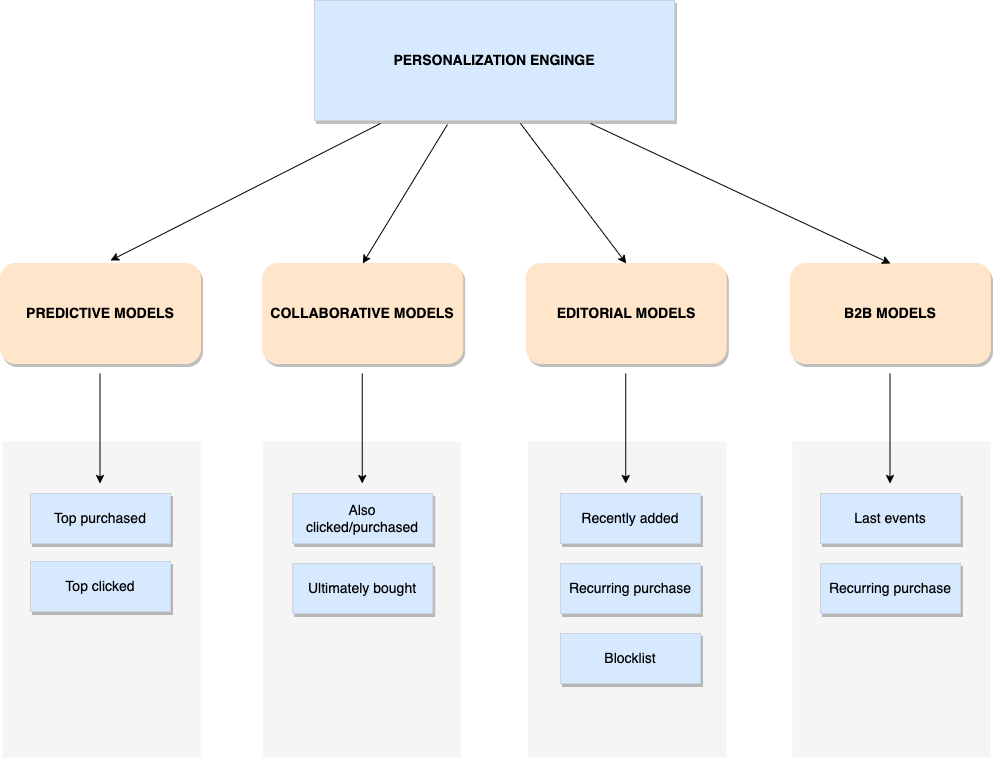 PERSONALIZATION ENGINGE
PREDICTIVE MODELS
COLLABORATIVE MODELS
EDITORIAL MODELS
B2B MODELS
Top purchased
Top clicked
Also
clicked/purchased
Ultimately bought
Recently added
Recurring purchase
Blocklist
Last events
Recurring purchase